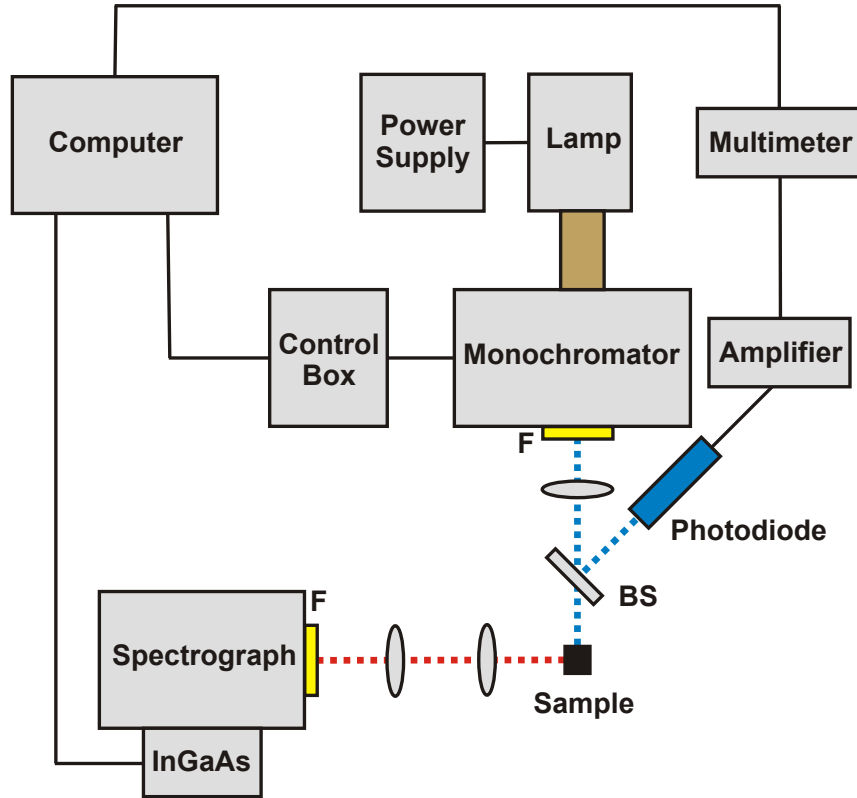 Computer
Power
Supply
Lamp
Multimeter
Control
Box
Monochromator
Amplifier
F
Photodiode
BS
F
Spectrograph
Sample
InGaAs